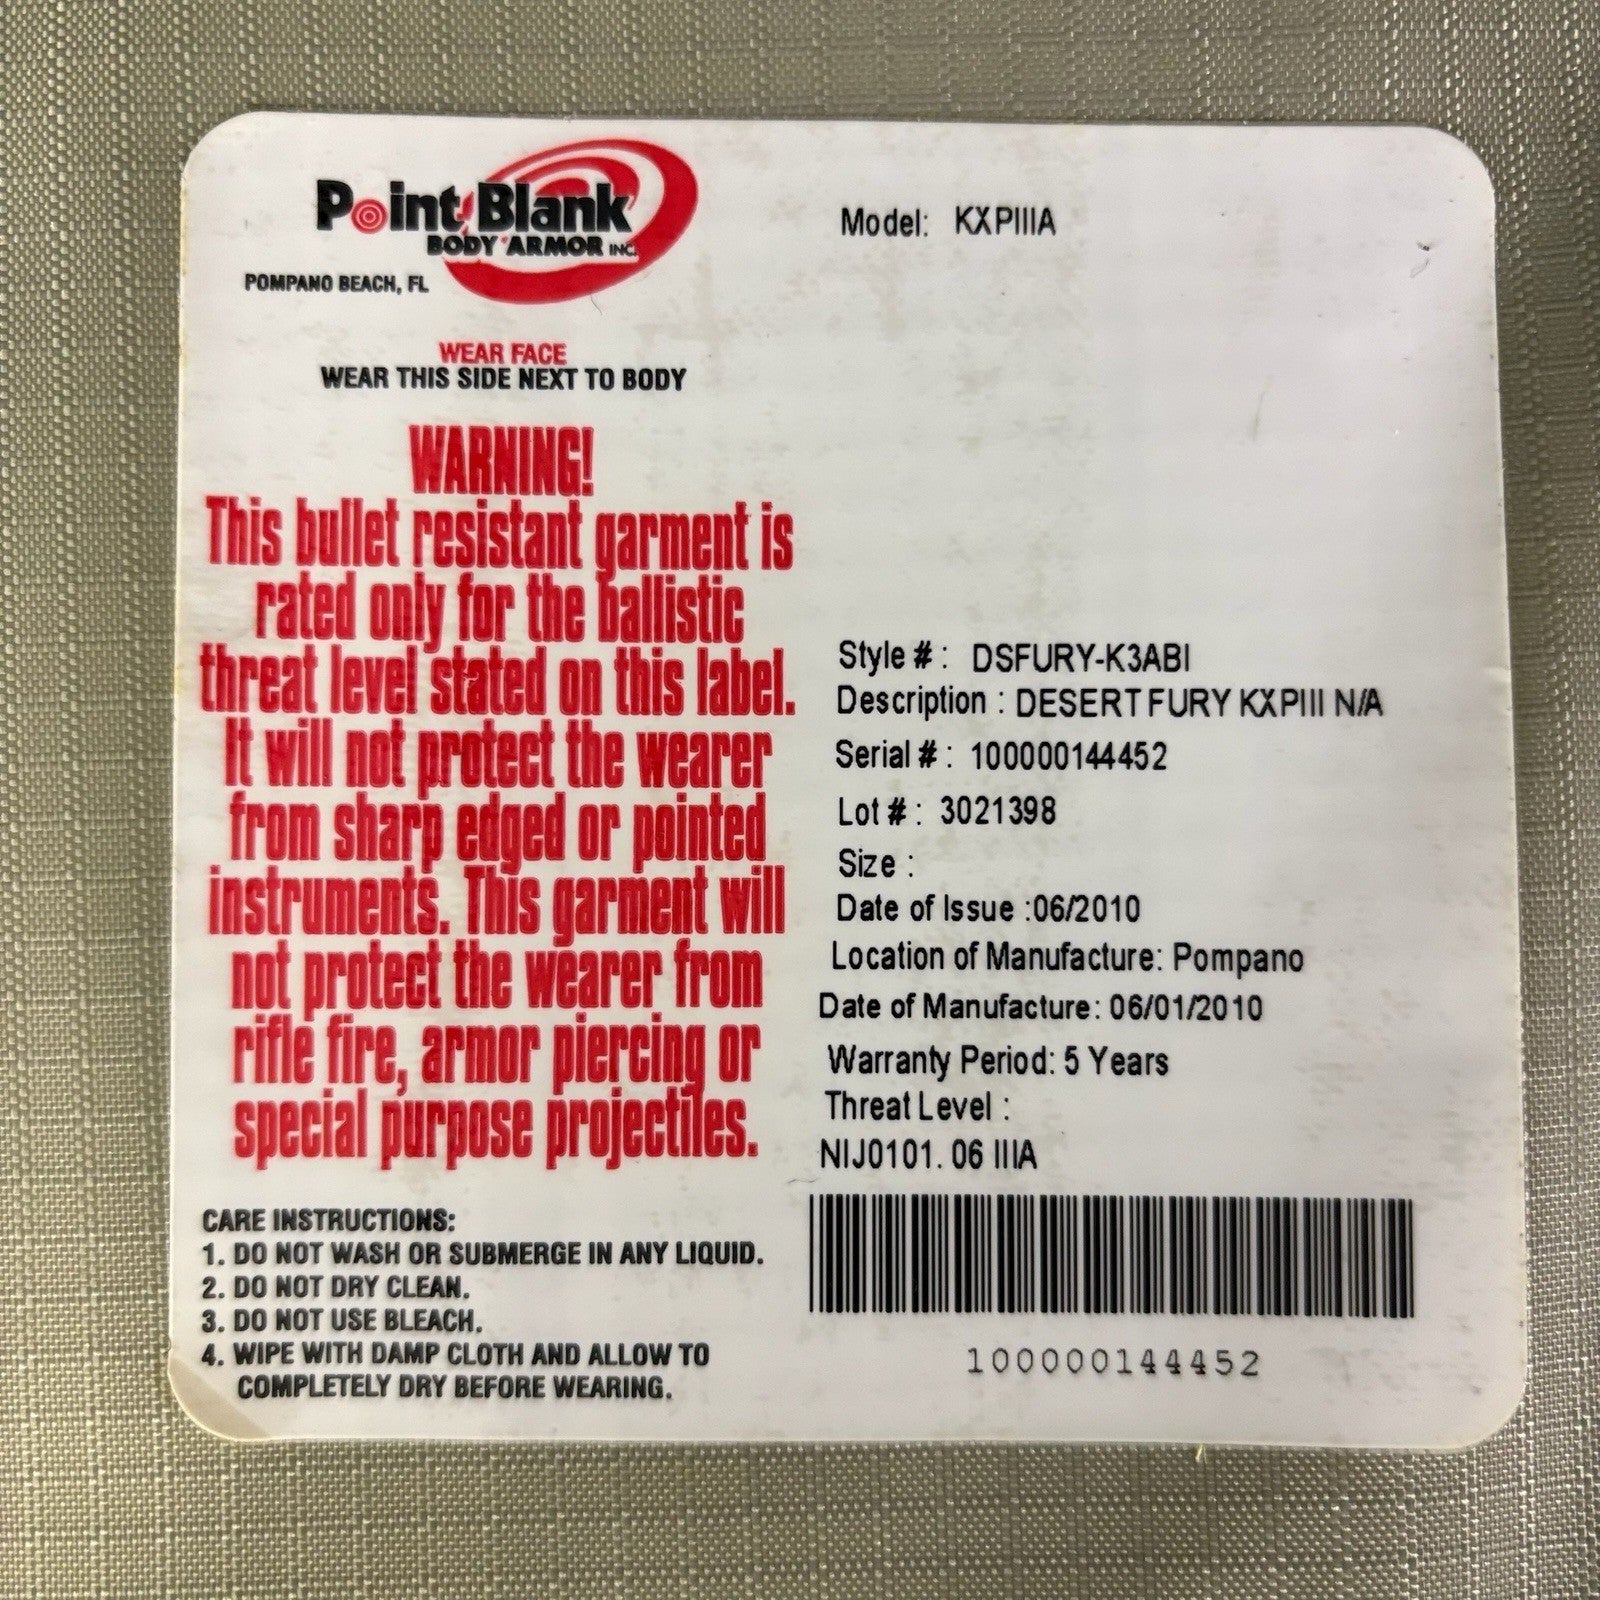 Point Blank
BODY ARMOR INC.
POMPANO BEACH, FL
WEAR FACE
WEAR THIS SIDE NEXT TO BODY
WARNING!
This bullet resistant garment is
rated only for the ballistic
threat level stated on this label.
It will not protect the wearer
from sharp edged or pointed
instruments. This garment will
not protect the wearer from
rifle fire, armor piercing or
special purpose projectiles.
CARE INSTRUCTIONS:
1. DO NOT WASH OR SUBMERGE IN ANY LIQUID.
2. DO NOT DRY CLEAN.
3. DO NOT USE BLEACH.
4. WIPE WITH DAMP CLOTH AND ALLOW TO
COMPLETELY DRY BEFORE WEARING.
Model: KXPIIIA
Style # : DSFURY-K3ABI
Description : DESERT FURY KXPIII N/A
Serial # : 100000144452
Lot # : 3021398
Size :
Date of Issue :06/2010
Location of Manufacture: Pompano
Date of Manufacture: 06/01/2010
Warranty Period: 5 Years
Threat Level :
NIJ0101. 06 IIIA
100000144452